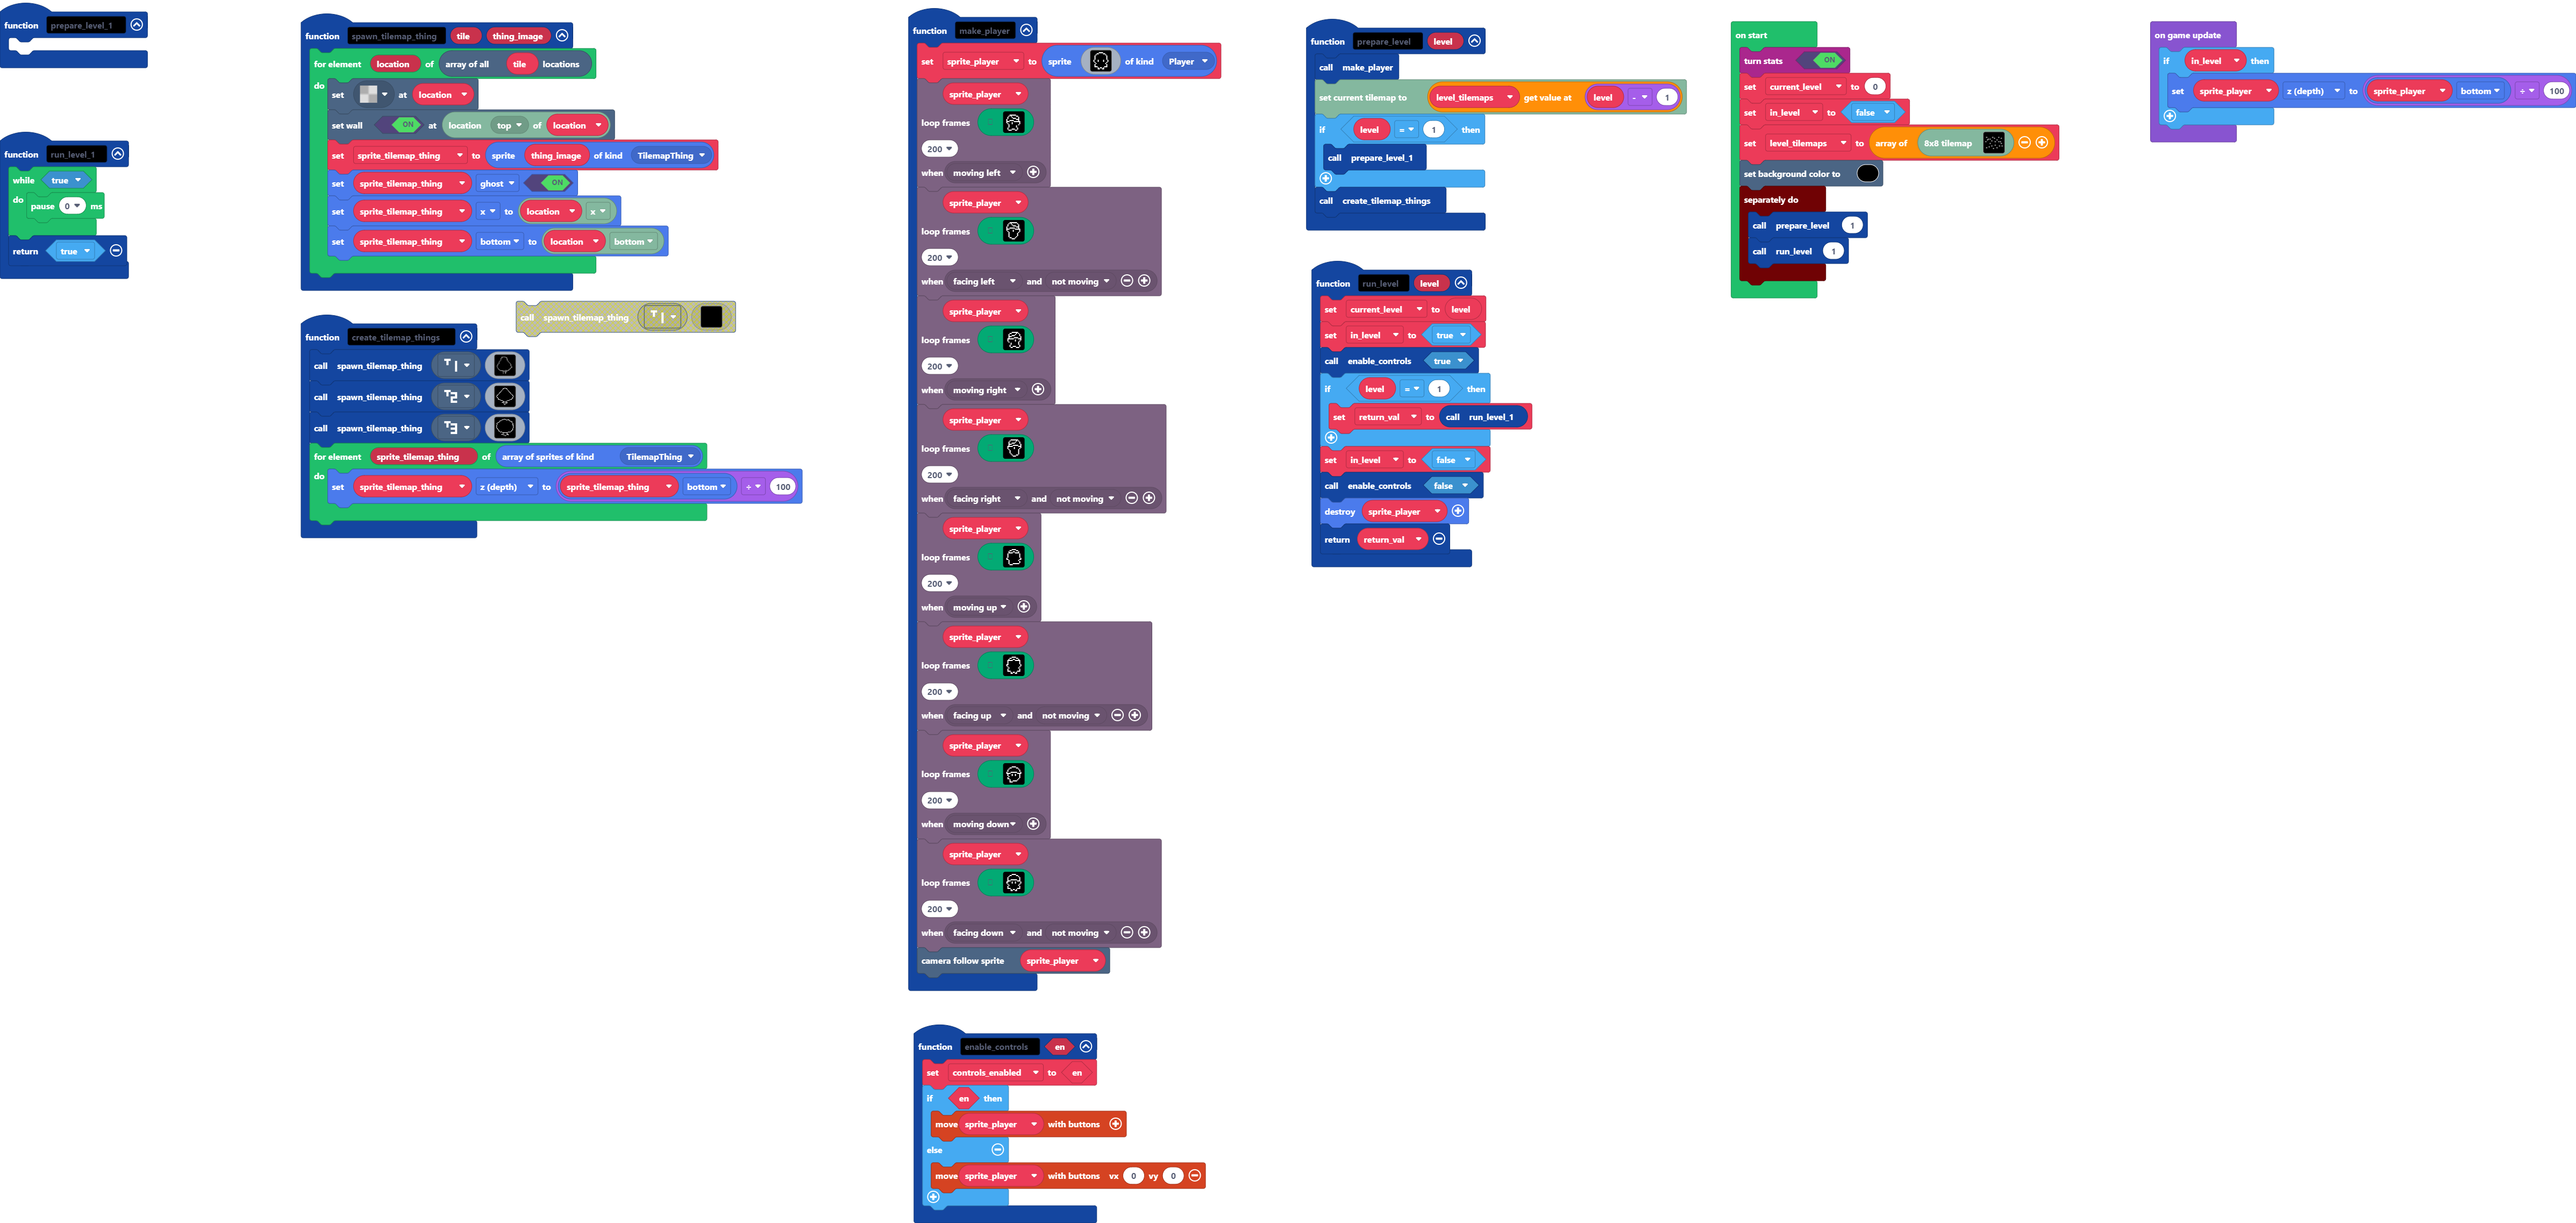 function prepare_level_1
function run_level_1
while true
do
pause 0 ms
return true
function spawn_tilemap_thing tile thing_image
for element location of array of all tile locations
do
set at location
set wall ON at location top of location
set sprite_tilemap_thing to sprite thing_image of kind TilemapThing
set sprite_tilemap_thing ghost ON
set sprite_tilemap_thing x to location x
set sprite_tilemap_thing bottom to location bottom
call spawn_tilemap_thing T1
function create_tilemap_things
call spawn_tilemap_thing T1
call spawn_tilemap_thing T2
call spawn_tilemap_thing T3
for element sprite_tilemap_thing of array of sprites of kind TilemapThing
do
set sprite_tilemap_thing z (depth) to sprite_tilemap_thing bottom ÷ 100
function make_player
set sprite_player to sprite of kind Player
sprite_player
loop frames
200
when moving left
sprite_player
loop frames
200
when facing left and not moving
sprite_player
loop frames
200
when moving right
sprite_player
loop frames
200
when facing right and not moving
sprite_player
loop frames
200
when moving up
sprite_player
loop frames
200
when facing up and not moving
sprite_player
loop frames
200
when moving down
sprite_player
loop frames
200
when facing down and not moving
camera follow sprite sprite_player
function enable_controls en
set controls_enabled to en
if en then
move sprite_player with buttons
else
move sprite_player with buttons vx 0 vy 0
function prepare_level level
call make_player
set current tilemap to level_tilemaps get value at level - 1
if level = 1 then
call prepare_level_1
call create_tilemap_things
function run_level level
set current_level to level
set in_level to true
call enable_controls true
if level = 1 then
set return_val to call run_level_1
set in_level to false
call enable_controls false
destroy sprite_player
return return_val
on start
turn stats ON
set current_level to 0
set in_level to false
set level_tilemaps to array of 8x8 tilemap
set background color to
separately do
call prepare_level 1
call run_level 1
on game update
if in_level then
set sprite_player z (depth) to sprite_player bottom ÷ 100